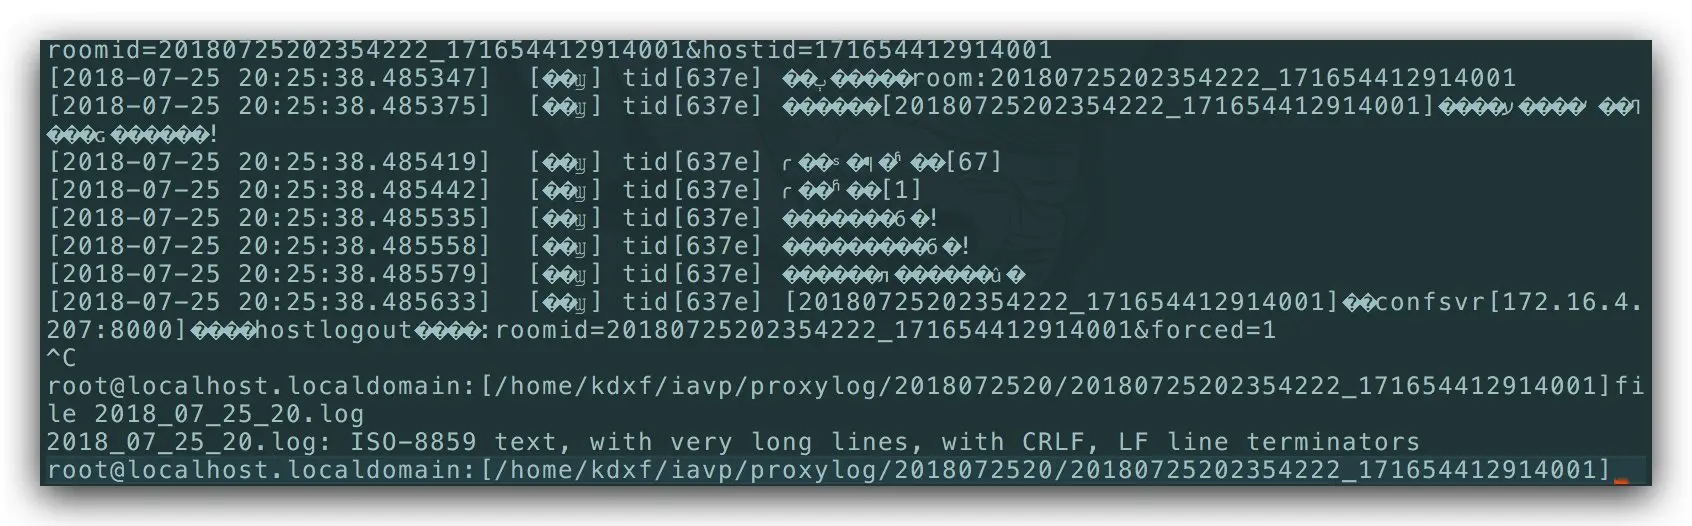 roomid=20180725202354222_171654412914001&hostid=171654412914001
[2018-07-25 20:25:38.485347] [��ɏ] tid[637e] ��ݒ�����room:20180725202354222_171654412914001
[2018-07-25 20:25:38.485375] [��] tid[637e] ������[20180725202354222_171654412914001]����ע���� ��
���ɢ������!
[2018-07-25 20:25:38.485419] [��] tid[637e] ��ˢ�¶� ��[67]
[2018-07-25 20:25:38.485442] [��] tid[637e] �� ��[1]
[2018-07-25 20:25:38.485535] [��] tid[637e] �������б�!
[2018-07-25 20:25:38.485558] [��] tid[637e] ���������б�!
[2018-07-25 20:25:38.485579] [��] tid[637e] ������л������û�
[2018-07-25 20:25:38.485633] [��] tid[637e] [20180725202354222_171654412914001]��confsvr[172.16.4.
207:8000]����hostlogout����:roomid=20180725202354222_171654412914001&forced=1
^C
root@localhost.localdomain:[/home/kdxf/iavp/proxylog/2018072520/20180725202354222_171654412914001]fi
le 2018_07_25_20.log
2018_07_25_20.log: ISO-8859 text, with very long lines, with CRLF, LF line terminators
root@localhost.localdomain:[/home/kdxf/iavp/proxylog/2018072520/20180725202354222_171654412914001]